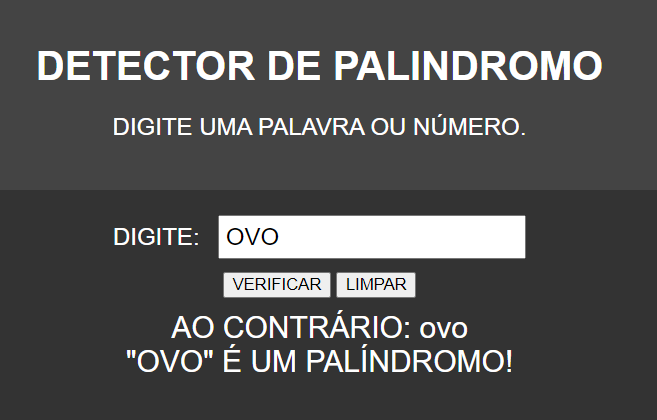 DETECTOR DE PALINDROMO
DIGITE UMA PALAVRA OU NÚMERO.
DIGITE: OVO
VERIFICAR LIMPAR
AO CONTRÁRIO: ovo
"OVO" É UM PALÍNDROMO!